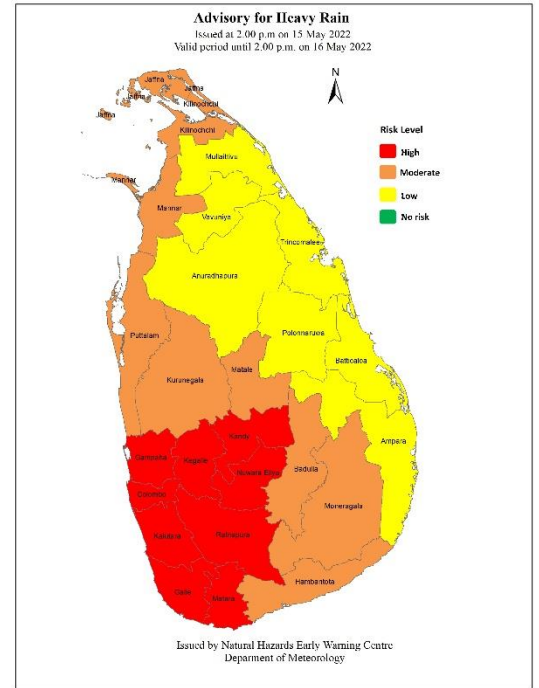 Advisory for Heavy Rain
Issued at 2.00 p.m on 15 May 2022
Valid period until 2.00 p.m. on 16 May 2022
N
Jaffna
Jaffna
Jaffna
Jaffna
Kilinochchi
Kilinochchi
Risk Level
High
Moderate
Low
No risk
Mullaitivu
Mannar
Mannar
Vavuniya
Trincomalee
Anuradhapura
Polonnaruwa
Puttalam
Batticaloa
Matale
Kurunegala
Kandy
Ampara
Gampaha
Kegalle
Nuwara Eliya
Badulla
Colombo
Moneragala
Kalutara
Ratnapura
Hambantota
Galle
Matara
Issued by Natural Hazards Early Warning Centre
Deparment of Meteorology